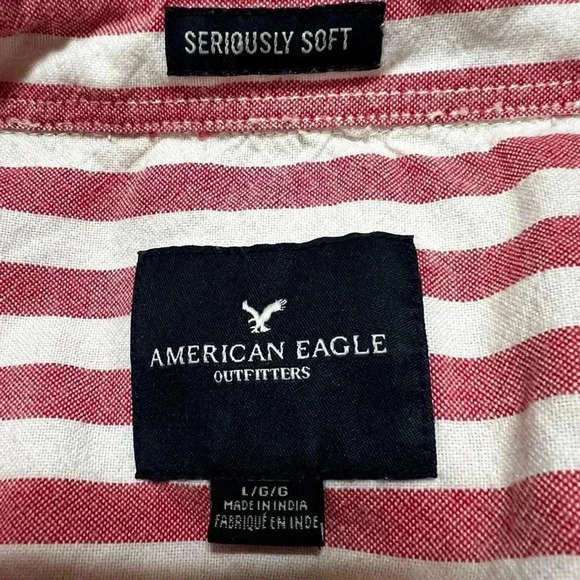 SERIOUSLY SOFT
AMERICAN EAGLE
OUTFITTERS
L/G/G
MADE IN INDIA
FABRIQUÉ EN INDE